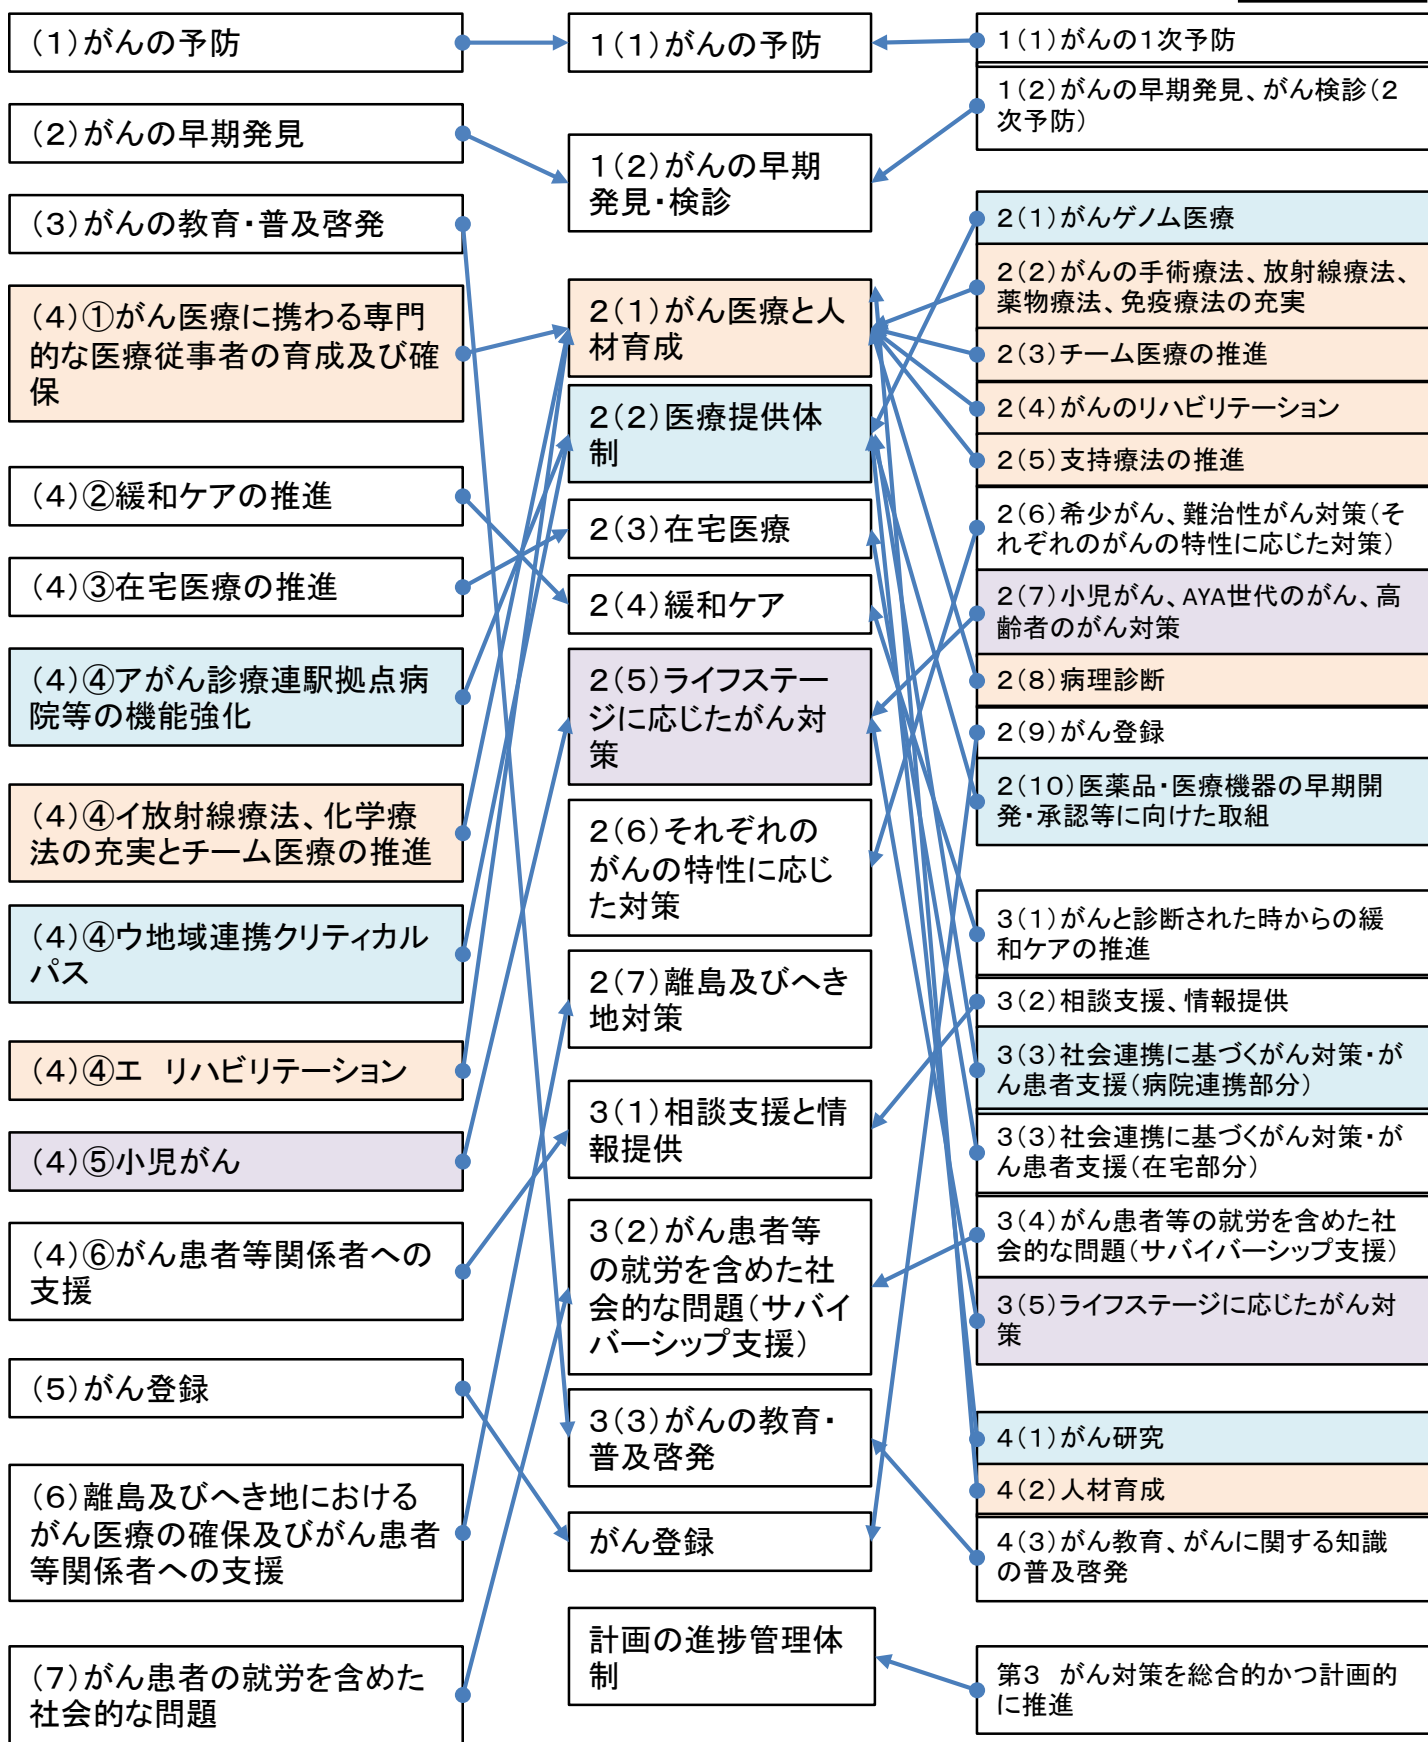 (1)がんの予防
(2)がんの早期発見
(3)がんの教育・普及啓発
(4)①がん医療に携わる専門
的な医療従事者の育成及び確
保
(4)②緩和ケアの推進
(4)③在宅医療の推進
(4)④アがん診療連駅拠点病
院等の機能強化
(4)④イ放射線療法、化学療
法の充実とチーム医療の推進
(4)④ウ地域連携クリティカル
パス
(4)④エ　リハビリテーション
(4)⑤小児がん
(4)⑥がん患者等関係者への
支援
(5)がん登録
(6)離島及びへき地における
がん医療の確保及びがん患者
等関係者への支援
(7)がん患者の就労を含めた
社会的な問題
1(1)がんの予防
1(2)がんの早期
発見・検診
2(1)がん医療と人
材育成
2(2)医療提供体
制
2(3)在宅医療
2(4)緩和ケア
2(5)ライフステー
ジに応じたがん対
策
2(6)それぞれの
がんの特性に応じ
た対策
2(7)離島及びへき
地対策
3(1)相談支援と情
報提供
3(2)がん患者等
の就労を含めた社
会的な問題(サバイ
バーシップ支援)
3(3)がんの教育・
普及啓発
がん登録
計画の進捗管理体
制
1(1)がんの1次予防
1(2)がんの早期発見、がん検診(2
次予防)
2(1)がんゲノム医療
2(2)がんの手術療法、放射線療法、
薬物療法、免疫療法の充実
2(3)チーム医療の推進
2(4)がんのリハビリテーション
2(5)支持療法の推進
2(6)希少がん、難治性がん対策(そ
れぞれのがんの特性に応じた対策)
2(7)小児がん、AYA世代のがん、高
齢者のがん対策
2(8)病理診断
2(9)がん登録
2(10)医薬品・医療機器の早期開
発・承認等に向けた取組
3(1)がんと診断された時からの緩
和ケアの推進
3(2)相談支援、情報提供
3(3)社会連携に基づくがん対策・が
ん患者支援(病院連携部分)
3(3)社会連携に基づくがん対策・が
ん患者支援(在宅部分)
3(4)がん患者等の就労を含めた社
会的な問題(サバイバーシップ支援)
3(5)ライフステージに応じたがん対
策
4(1)がん研究
4(2)人材育成
4(3)がん教育、がんに関する知識
の普及啓発
第3　がん対策を総合的かつ計画的
に推進